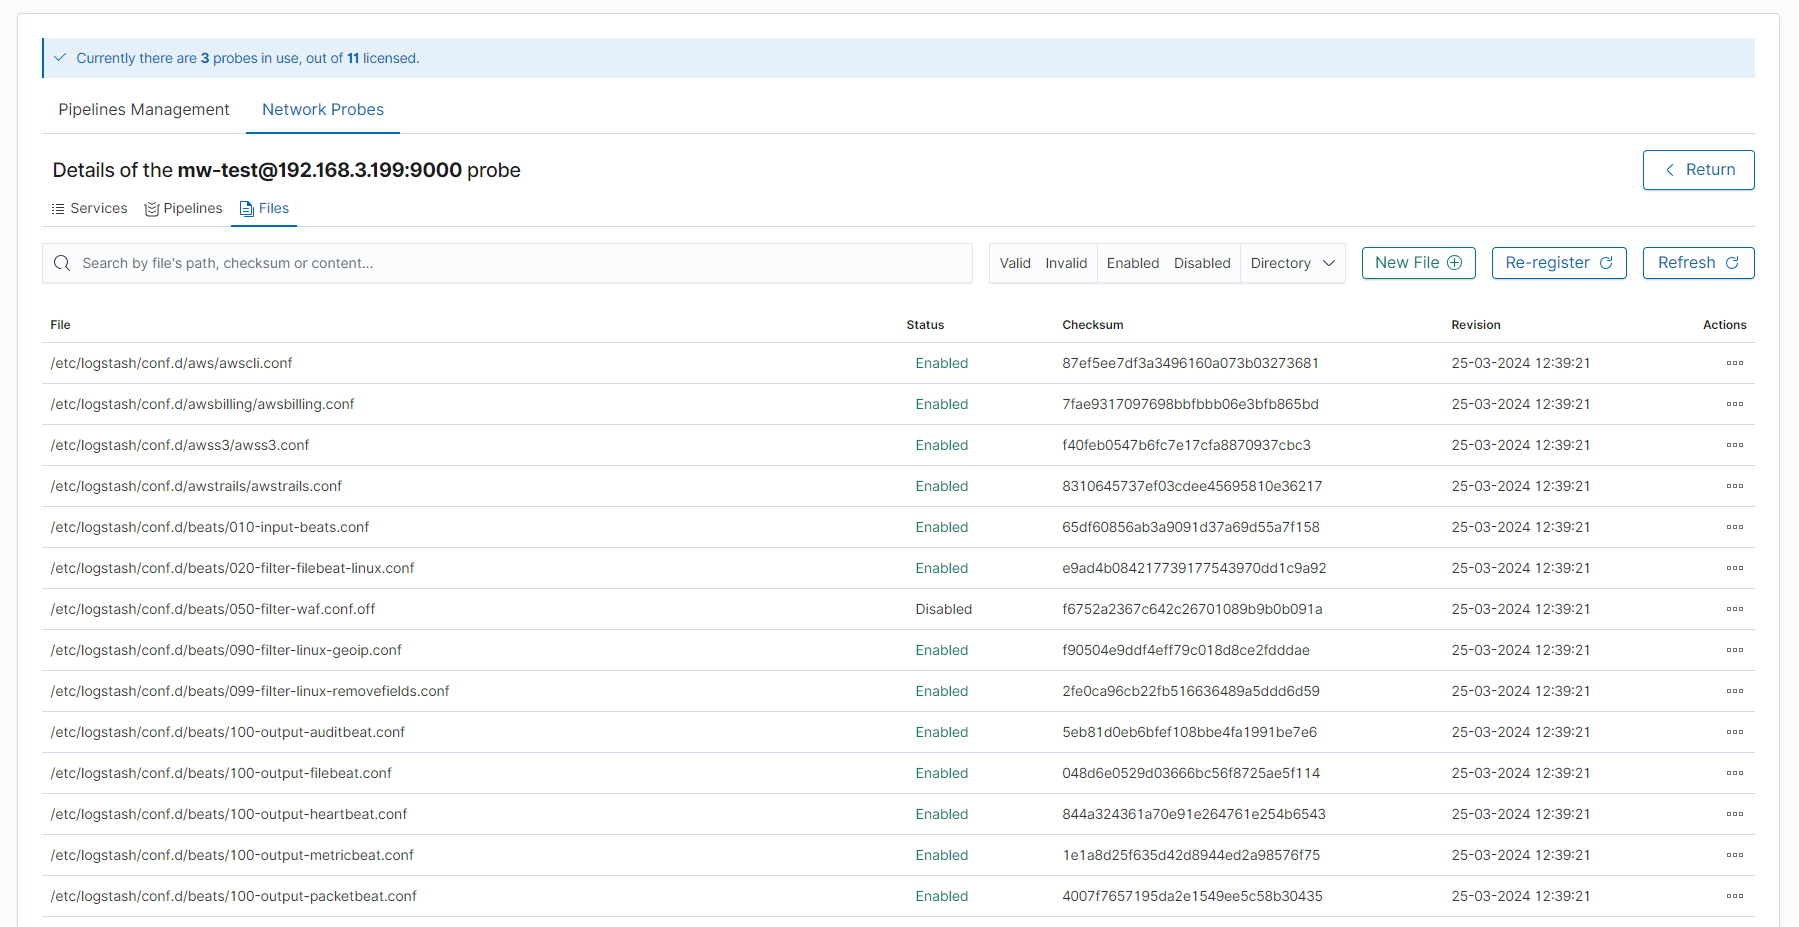 Currently there are 3 probes in use, out of 11 licensed.
Pipelines Management Network Probes
Details of the mw-test@192.168.3.199:9000 probe Return
Services Pipelines Files
Search by file's path, checksum or content... Valid Invalid Enabled Disabled Directory New File Re-register Refresh
File Status Checksum Revision Actions
/etc/logstash/conf.d/aws/awscli.conf Enabled 87ef5ee7df3a3496160a073b03273681 25-03-2024 12:39:21
/etc/logstash/conf.d/awsbilling/awsbilling.conf Enabled 7fae9317097698bbfbbb06e3bfb865bd 25-03-2024 12:39:21
/etc/logstash/conf.d/awss3/awss3.conf Enabled f40feb0547b6fc7e17cfa8870937cbc3 25-03-2024 12:39:21
/etc/logstash/conf.d/awstrails/awstrails.conf Enabled 8310645737ef03cdee45695810e36217 25-03-2024 12:39:21
/etc/logstash/conf.d/beats/010-input-beats.conf Enabled 65df60856ab3a9091d37a69d55a7f158 25-03-2024 12:39:21
/etc/logstash/conf.d/beats/020-filter-filebeat-linux.conf Enabled e9ad4b084217739177543970dd1c9a92 25-03-2024 12:39:21
/etc/logstash/conf.d/beats/050-filter-waf.conf.off Disabled f6752a2367c642c26701089b9b0b091a 25-03-2024 12:39:21
/etc/logstash/conf.d/beats/090-filter-linux-geoip.conf Enabled f90504e9ddf4eff79c018d8ce2fdddae 25-03-2024 12:39:21
/etc/logstash/conf.d/beats/099-filter-linux-removefields.conf Enabled 2fe0ca96cb22fb516636489a5ddd6d59 25-03-2024 12:39:21
/etc/logstash/conf.d/beats/100-output-auditbeat.conf Enabled 5eb81d0eb6bfef108bbe4fa1991be7e6 25-03-2024 12:39:21
/etc/logstash/conf.d/beats/100-output-filebeat.conf Enabled 048d6e0529d03666bc56f8725ae5f114 25-03-2024 12:39:21
/etc/logstash/conf.d/beats/100-output-heartbeat.conf Enabled 844a324361a70e91e264761e254b6543 25-03-2024 12:39:21
/etc/logstash/conf.d/beats/100-output-metricbeat.conf Enabled 1e1a8d25f635d42d8944ed2a98576f75 25-03-2024 12:39:21
/etc/logstash/conf.d/beats/100-output-packetbeat.conf Enabled 4007f7657195da2e1549ee5c58b30435 25-03-2024 12:39:21